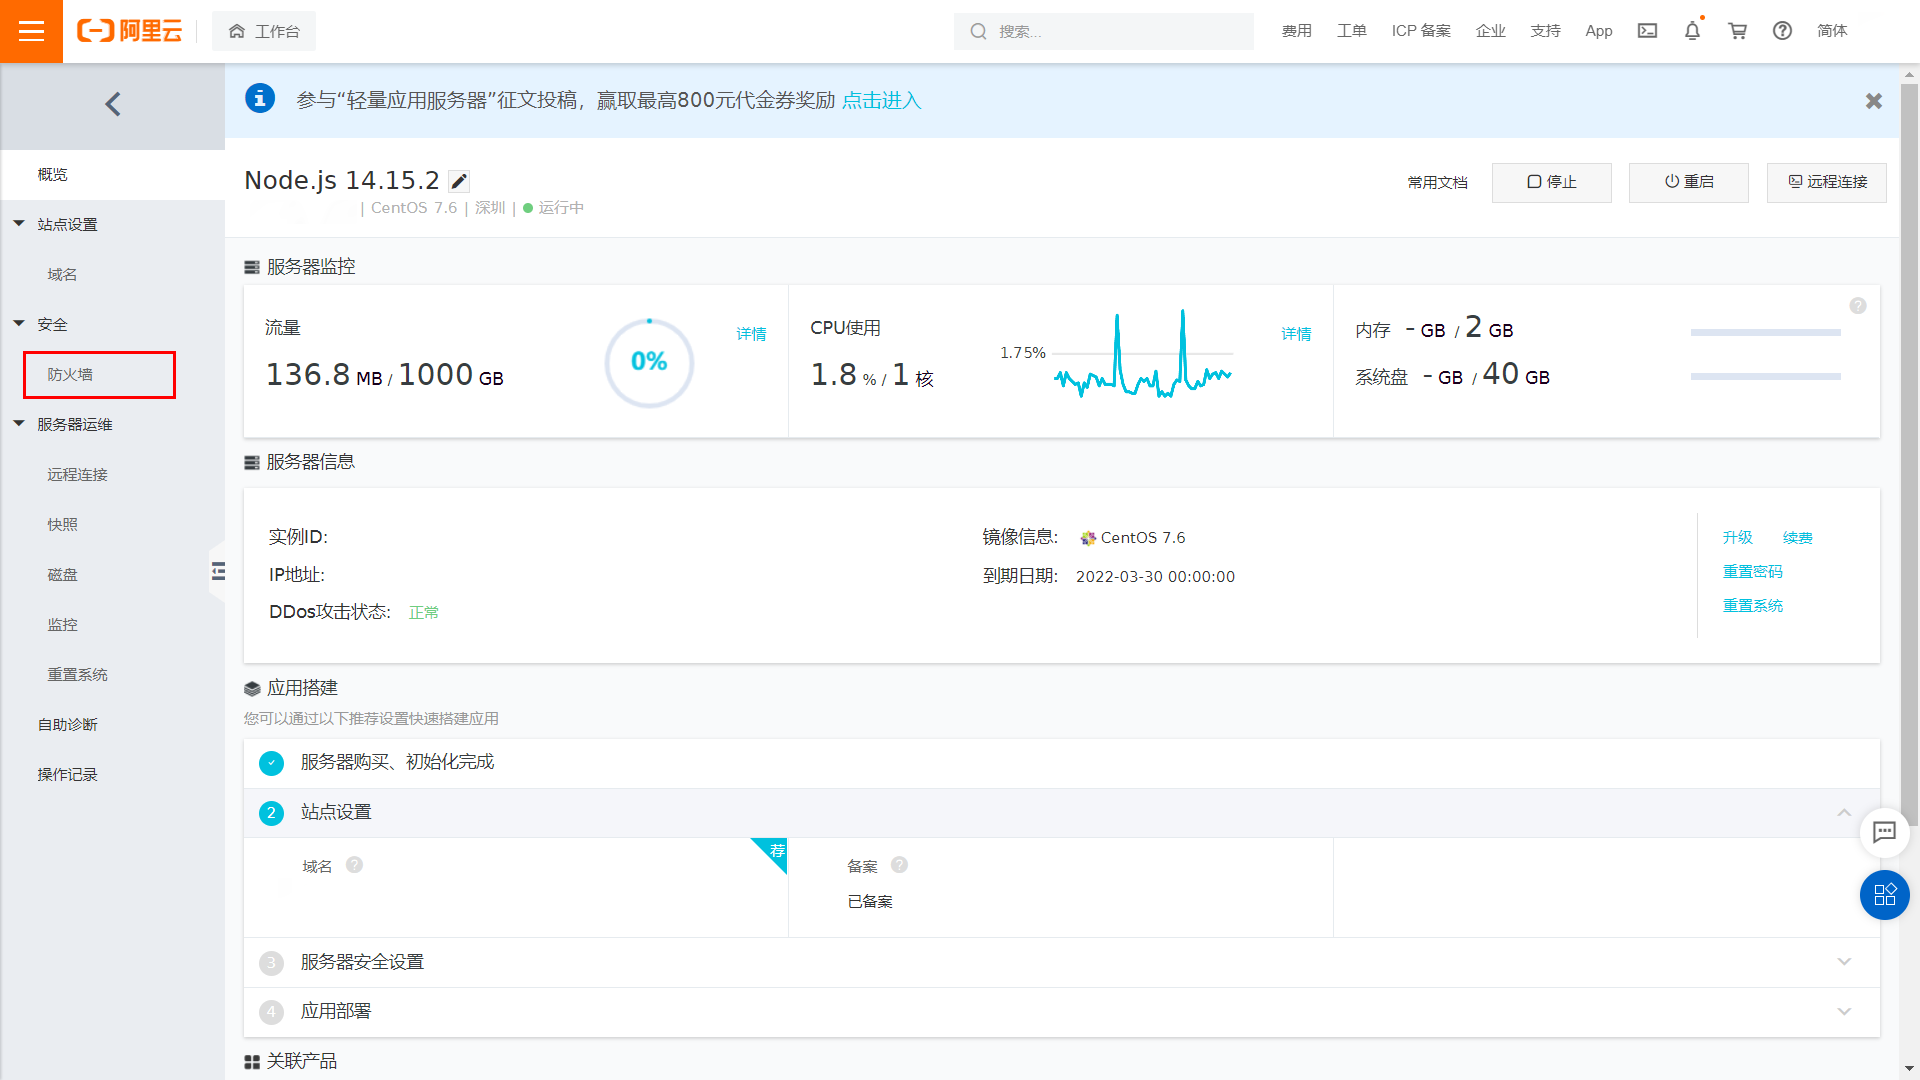 阿里云
工作台
搜索...
费用 工单 ICP 备案 企业 支持 App 简体
参与“轻量应用服务器”征文投稿，赢取最高800元代金券奖励 点击进入
概览
站点设置
域名
安全
防火墙
服务器运维
远程连接
快照
磁盘
监控
重置系统
自助诊断
操作记录
Node.js 14.15.2
| CentOS 7.6 | 深圳 | 运行中
常用文档
停止
重启
远程连接
服务器监控
流量
136.8 MB / 1000 GB
0%
详情
CPU使用
1.8 % / 1 核
1.75%
详情
内存 - GB / 2 GB
系统盘 - GB / 40 GB
服务器信息
实例ID:
IP地址:
DDos攻击状态: 正常
镜像信息: CentOS 7.6
到期日期: 2022-03-30 00:00:00
升级 续费
重置密码
重置系统
应用搭建
您可以通过以下推荐设置快速搭建应用
服务器购买、初始化完成
2 站点设置
域名
荐
备案
已备案
3 服务器安全设置
4 应用部署
关联产品